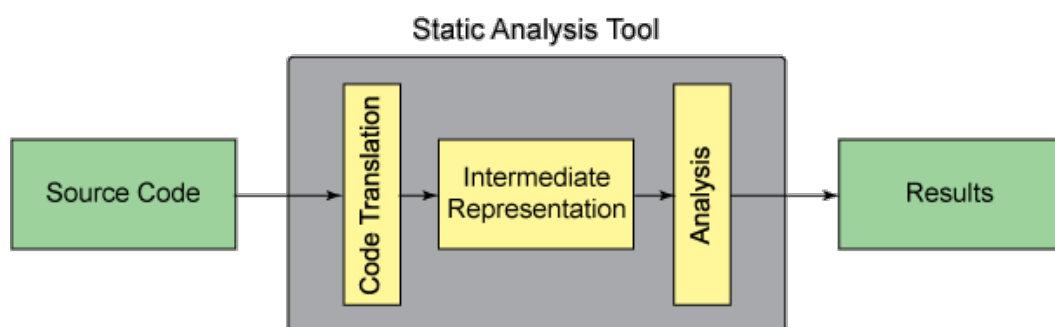 Static Analysis Tool
Source Code
Code Translation
Intermediate
Representation
Analysis
Results